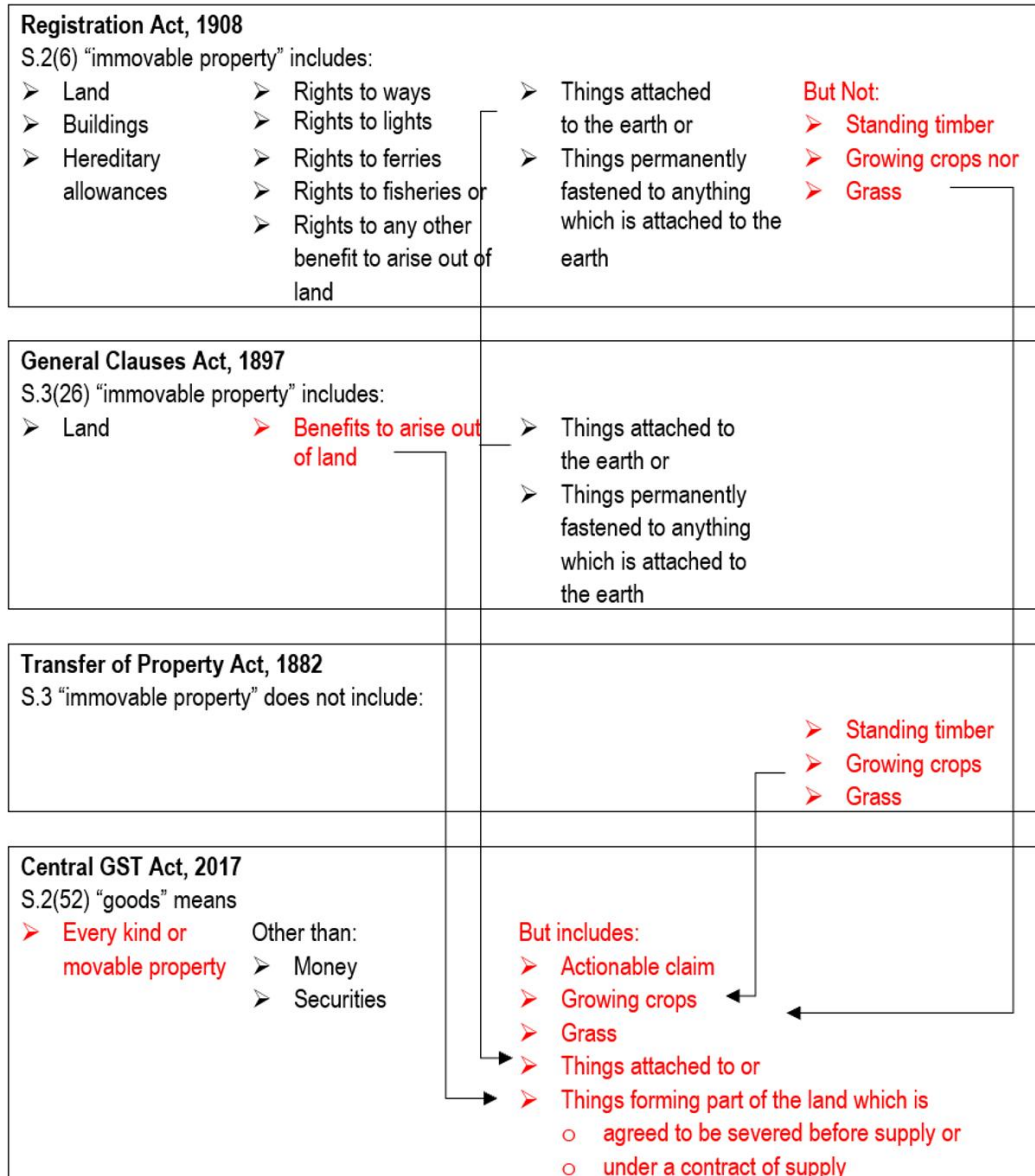 Registration Act, 1908
S.2(6) “immovable property” includes:
➢ Land
➢ Buildings
➢ Hereditary
allowances
➢ Rights to ways
➢ Rights to lights
➢ Rights to ferries
➢ Rights to fisheries or
➢ Rights to any other
benefit to arise out of
land
➢ Things attached
to the earth or
➢ Things permanently
fastened to anything
which is attached to the
earth
But Not:
➢ Standing timber
➢ Growing crops nor
➢ Grass
General Clauses Act, 1897
S.3(26) “immovable property” includes:
➢ Land
➢ Benefits to arise out
of land
➢ Things attached to
the earth or
➢ Things permanently
fastened to anything
which is attached to
the earth
Transfer of Property Act, 1882
S.3 “immovable property” does not include:
➢ Standing timber
➢ Growing crops
➢ Grass
Central GST Act, 2017
S.2(52) “goods” means
➢ Every kind or
movable property
Other than:
➢ Money
➢ Securities
But includes:
➢ Actionable claim
➢ Growing crops
➢ Grass
➢ Things attached to or
➢ Things forming part of the land which is
o agreed to be severed before supply or
o under a contract of supply